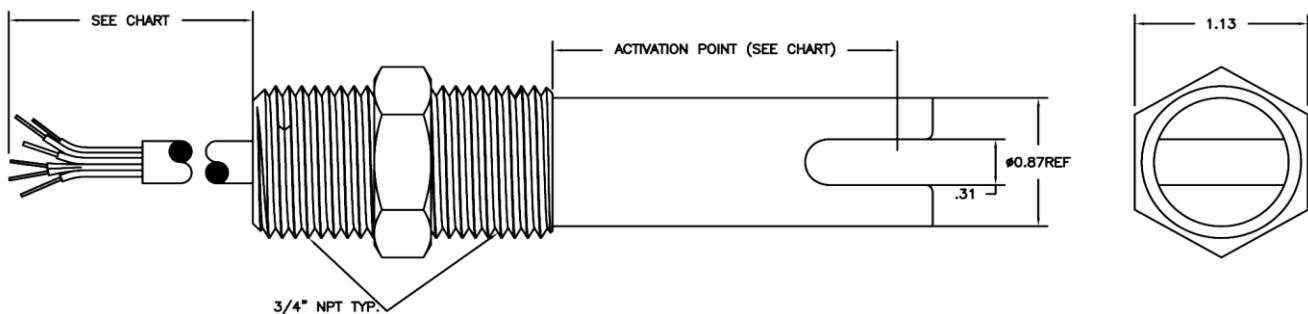 SEE CHART
1.13
ACTIVATION POINT (SEE CHART)
ø0.87REF
.31
3/4" NPT TYP.